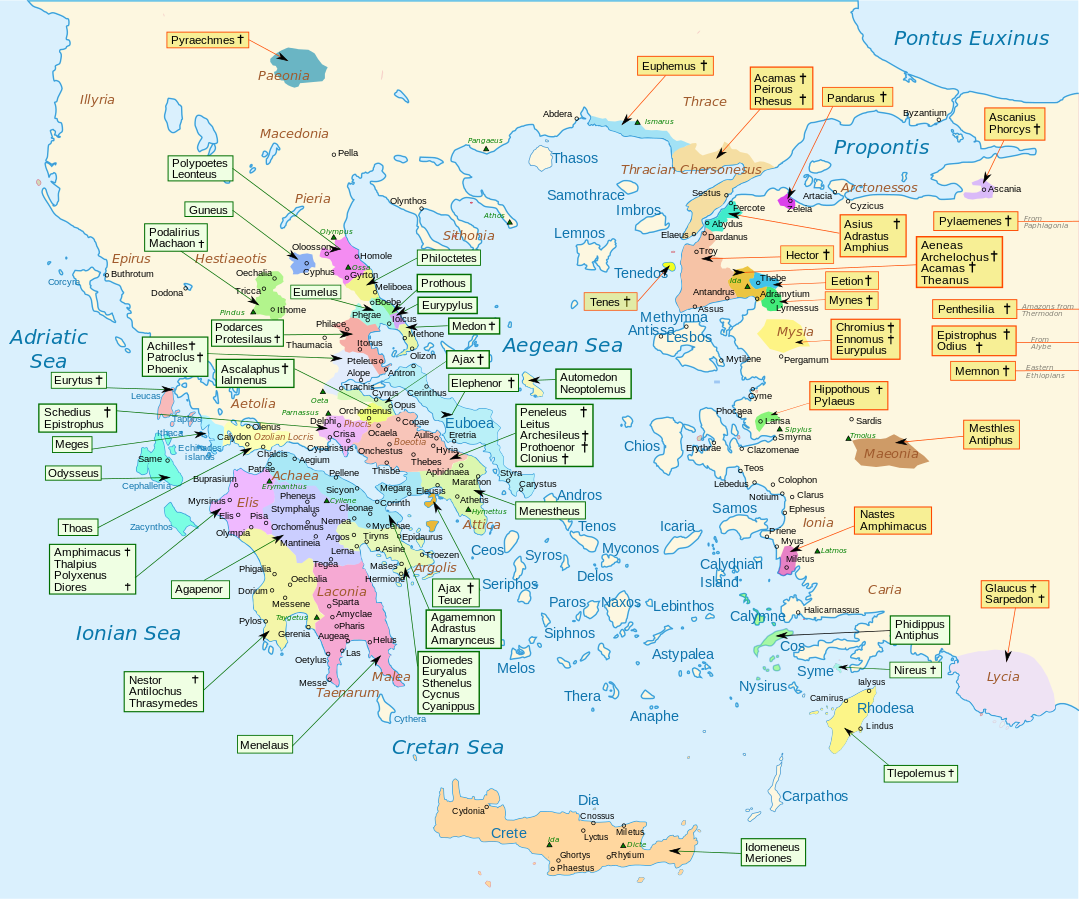 Pontus Euxinus
Pyraechmes †
Paeonia
Illyria
Macedonia
Pella
Euphemus †
Acamas †
Peirous
Rhesus †
Pandarus †
Thrace
Abdera
Ismarus
Byzantium
Ascanius
Phorcys †
Propontis
Pangaeus
Thasos
Thracian Chersonesus
Polypoetes
Leonteus
Pieria
Olynthos
Samothrace
Imbros
Sestus
Percote
Zeleia
Artacia
Arctonessos
Cyzicus
Ascania
Guneus
Athos
Sithonia
Lemnos
Elaeus
Abydus
Dardanus
Asius †
Adrastus
Amphius
Pylaemenes †
From
Paphlagonia
Podalirius
Machaon †
Olympus
Oloosson
Homole
Philoctetes
Troy
Hector †
Aeneas
Archelochus †
Acamas †
Theanus
Epirus
Hestiaeotis
Corcyra
Buthrotum
Dodona
Oechalia
Cyphus
Ossa
Gyrton
Tricca
Ithome
Pindus
Eumelus
Meliboea
Boebe
Pherae
Iolcus
Prothous
Eurypylus
Medon †
Tenedos
Tenes †
Ida
Thebe
Antandrus
Adramytium
Lyrnessus
Assus
Eetion †
Mynes †
Penthesilia †
Amazons from
Thermodon
Adriatic
Sea
Podarces
Protesilaus †
Philace
Thaumacia
Itonus
Methone
Olizon
Pteleus
Antron
Alope
Aegean Sea
Methymna
Antissa
Lesbos
Mytilene
Mysia
Pergamum
Chromius †
Ennomus †
Eurypulus
Epistrophus †
Odius †
From
Alybe
Memnon †
Eastern
Ethiopians
Achilles †
Patroclus †
Phoenix
Ascalaphus †
Ialmenus
Ajax †
Elephenor †
Automedon
Neoptolemus
Eurytus †
Leucas
Trachis
Cynus
Cerinthus
Oeta
Opus
Orchomenus
Parnassus
Aetolia
Cyme
Phocaea
Larisa
Sipylus
Smyrna
Hippothous †
Pylaeus
Sardis
Tmolus
Maeonia
Mesthles
Antiphus
Schedius †
Epistrophus
Taphos
Ithaca
Olenus
Calydon
Ozolian Locris
Delphi
Phocis
Crisa
Cyparissus
Ocaela
Copae
Aulis
Boeotia
Onchestus
Hyria
Thebes
Thisbe
Euboea
Eretria
Peneleus †
Leitus
Archesileus †
Prothoenor †
Clonius †
Chios
Erythrae
Clazomenae
Meges
Echinades
islands
Same
Cephallenia
Odysseus
Buprasium
Chalcis
Patrae
Aegium
Achaea
Pellene
Erymanthus
Sicyon
Cyllene
Megara
Eleusis
Corinth
Aphidnaea
Marathon
Athens
Hymettus
Attica
Styra
Carystus
Menestheus
Andros
Teos
Lebedus
Colophon
Notium
Clarus
Ephesus
Samos
Priene
Ionia
Myus
Miletus
Latmos
Nastes
Amphimacus
Thoas
Zacynthos
Myrsinus
Elis
Elis
Pisa
Olympia
Pheneus
Stymphalus
Orchomenus
Mantineia
Cleonae
Nemea
Mycenae
Argos
Tiryns
Epidaurus
Lerna
Asine
Troezen
Mases
Hermione
Argolis
Tegea
Ceos
Tenos
Syros
Myconos
Icaria
Delos
Calydnian
Island
Seriphos
Amphimacus †
Thalpius
Polyxenus
Diores †
Agapenor
Phigalia
Oechalia
Dorium
Messene
Laconia
Sparta
Amyclae
Pharis
Taygetus
Pylos
Gerenia
Augeae
Helus
Las
Oetylus
Messe
Malea
Taenarum
Cythera
Ajax †
Teucer
Agamemnon
Adrastus
Amarynceus
Diomedes
Euryalus
Sthenelus
Cycnus
Cyanippus
Paros
Naxos
Lebinthos
Siphnos
Melos
Astypalea
Calymne
Halicarnassus
Caria
Glaucus †
Sarpedon †
Phidippus
Antiphus
Cos
Nireus †
Syme
Nysirus
Ialysus
Camirus
Rhodesa
Lindus
Lycia
Ionian Sea
Nestor †
Antilochus
Thrasymedes
Menelaus
Thera
Anaphe
Cretan Sea
Tlepolemus †
Carpathos
Dia
Cydonia
Cnossus
Crete
Lyctus
Miletus
Ida
Dicte
Ghortys
Rhytium
Phaestus
Idomeneus
Meriones